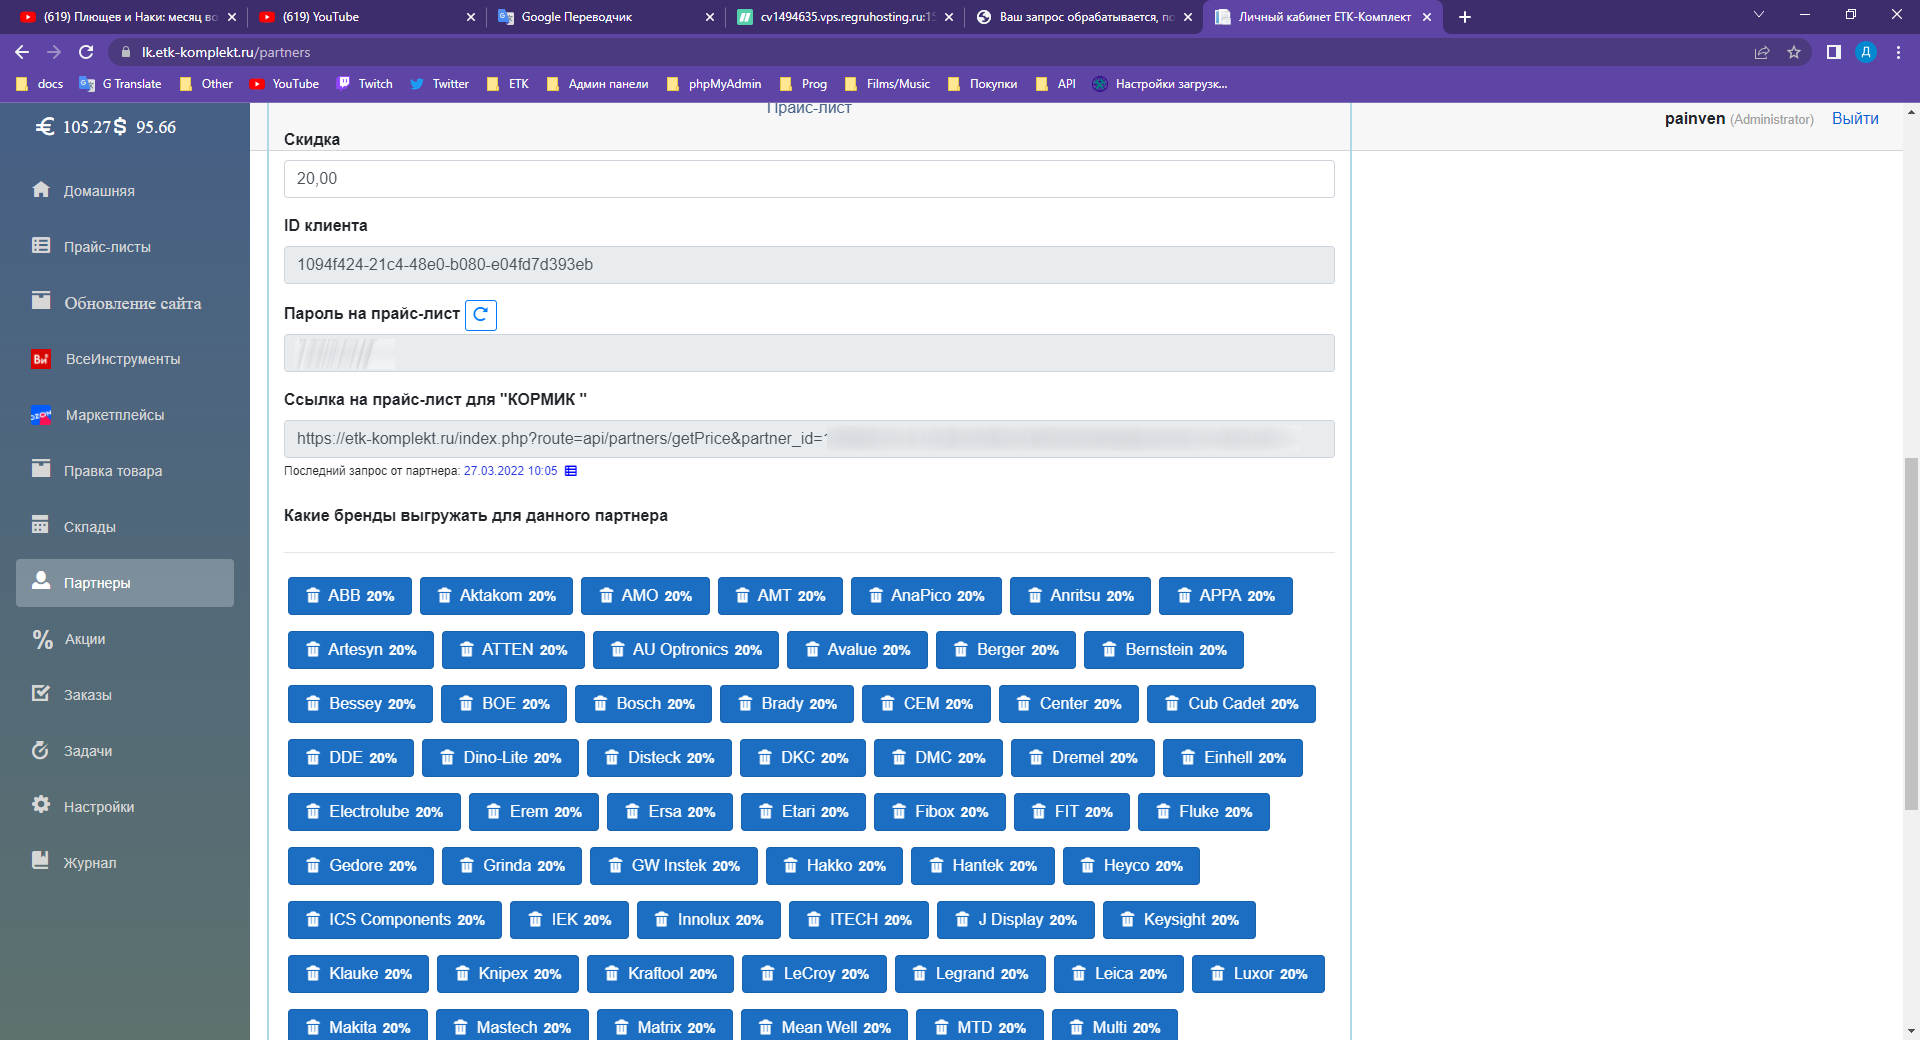 (619) Плющев и Наки: месяц во
(619) YouTube
Google Переводчик
cv1494635.vps.regruhosting.ru:15
Ваш запрос обрабатывается, по
Личный кабинет ЕТК-Комплект
lk.etk-komplekt.ru/partners
Д
docs
G Translate
Other
YouTube
Twitch
Twitter
ETK
Админ панели
phpMyAdmin
Prog
Films/Music
Покупки
API
Настройки загрузк...
€ 105.27 $ 95.66
Домашняя
Прайс-листы
Обновление сайта
ВсеИнструменты
Маркетплейсы
Правка товара
Склады
Партнеры
Акции
Заказы
Задачи
Настройки
Журнал
Прайс-лист
painven (Administrator) Выйти
Скидка
20,00
ID клиента
1094f424-21c4-48e0-b080-e04fd7d393eb
Пароль на прайс-лист
Ссылка на прайс-лист для "КОРМИК "
https://etk-komplekt.ru/index.php?route=api/partners/getPrice&partner_id=
Последний запрос от партнера: 27.03.2022 10:05
Какие бренды выгружать для данного партнера
ABB 20% Aktakom 20% AMO 20% AMT 20% AnaPico 20% Anritsu 20% APPA 20%
Artesyn 20% ATTEN 20% AU Optronics 20% Avalue 20% Berger 20% Bernstein 20%
Bessey 20% BOE 20% Bosch 20% Brady 20% CEM 20% Center 20% Cub Cadet 20%
DDE 20% Dino-Lite 20% Disteck 20% DKC 20% DMC 20% Dremel 20% Einhell 20%
Electrolube 20% Erem 20% Ersa 20% Etari 20% Fibox 20% FIT 20% Fluke 20%
Gedore 20% Grinda 20% GW Instek 20% Hakko 20% Hantek 20% Heyco 20%
ICS Components 20% IEK 20% Innolux 20% ITECH 20% J Display 20% Keysight 20%
Klauke 20% Knipex 20% Kraftool 20% LeCroy 20% Legrand 20% Leica 20% Luxor 20%
Makita 20% Mastech 20% Matrix 20% Mean Well 20% MTD 20% Multi 20%